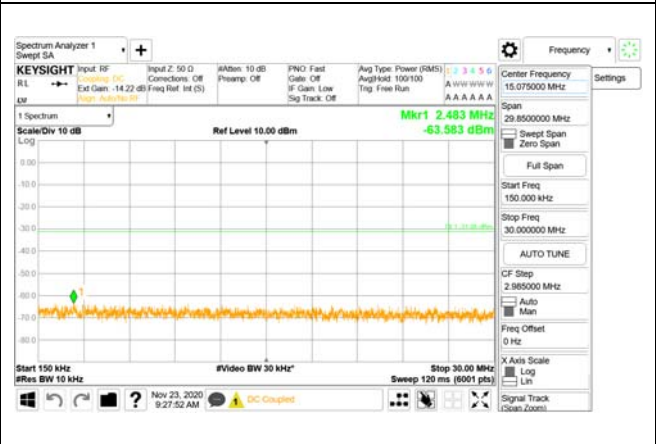 Spectrum Analyzer 1
Swept SA
Frequency
KEYSIGHT
RL
Input: RF
Coupling: DC
Ext Gain: -14.22 dB
Align: Auto/No RF
Input Z: 50 Ω
Corrections: Off
Freq Ref: Int (S)
#Atten: 10 dB
Preamp: Off
PNO: Fast
Gate: Off
IF Gain: Low
Sig Track: Off
Avg Type: Power (RMS)
Avg|Hold: 100/100
Trig: Free Run
1 2 3 4 5 6
A W W W W W
A A A A A A
1 Spectrum
Scale/Div 10 dB
Log
Ref Level 10.00 dBm
Mkr1 2.483 MHz
-63.583 dBm
0.00
-10.0
-20.0
-30.0
-40.0
-50.0
-60.0
-70.0
-80.0
1
Start 150 kHz
#Res BW 10 kHz
#Video BW 30 kHz*
Stop 30.00 MHz
Sweep 120 ms (6001 pts)
Nov 23, 2020
9:27:52 AM
DC Coupled
Center Frequency
15.075000 MHz
Settings
Span
29.8500000 MHz
Swept Span
Zero Span
Full Span
Start Freq
150.000 kHz
Stop Freq
30.000000 MHz
AUTO TUNE
CF Step
2.985000 MHz
Auto
Man
Freq Offset
0 Hz
X Axis Scale
Log
Lin
Signal Track
(Span Zoom)